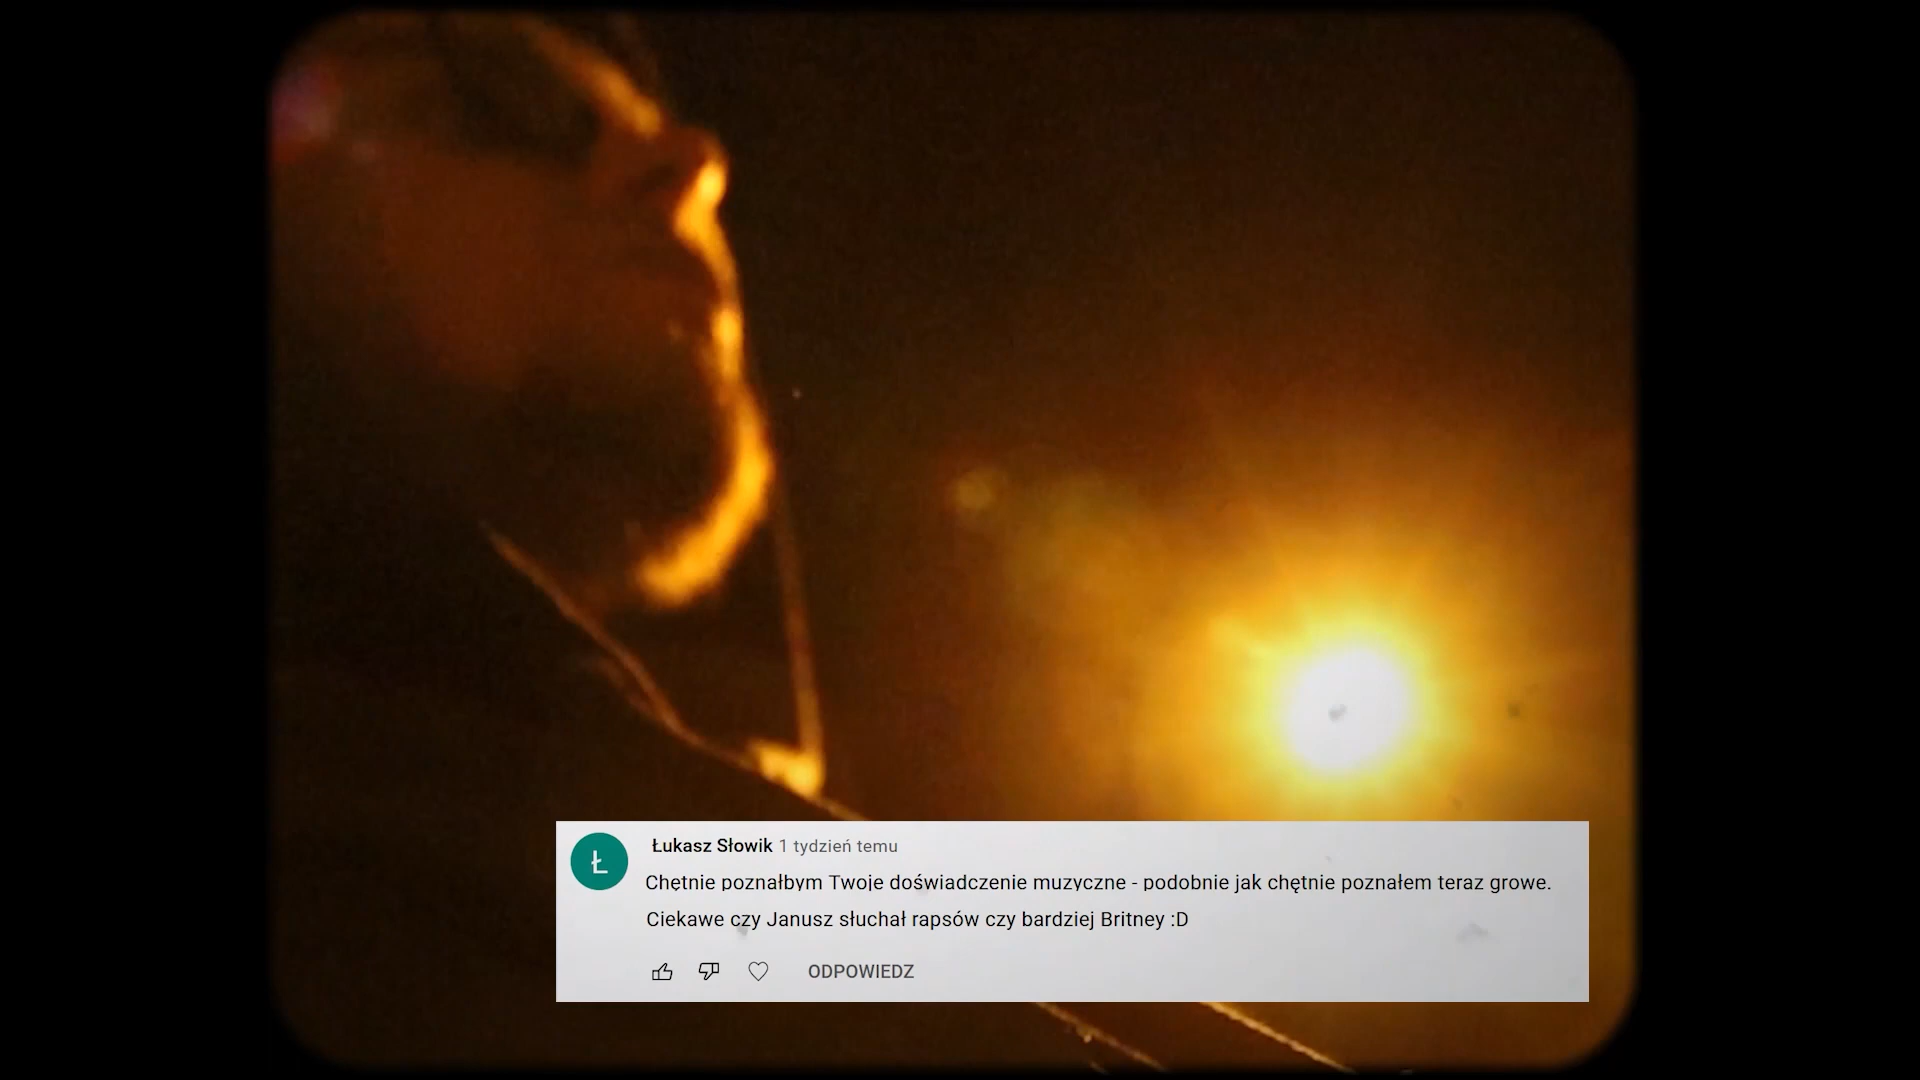 Ł
Łukasz Słowik 1 tydzień temu
Chętnie poznałbym Twoje doświadczenie muzyczne - podobnie jak chętnie poznałem teraz growe.
Ciekawe czy Janusz słuchał rapsów czy bardziej Britney :D
ODPOWIEDZ